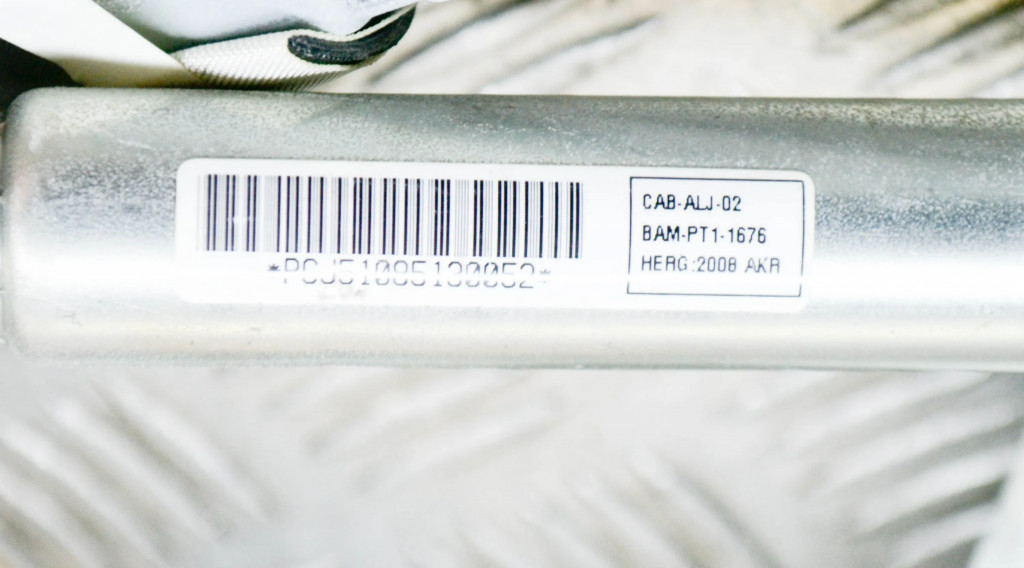 *PCJ51085130052*
CAB-ALJ-02
BAM-PT1-1676
HERG:2008 AKR